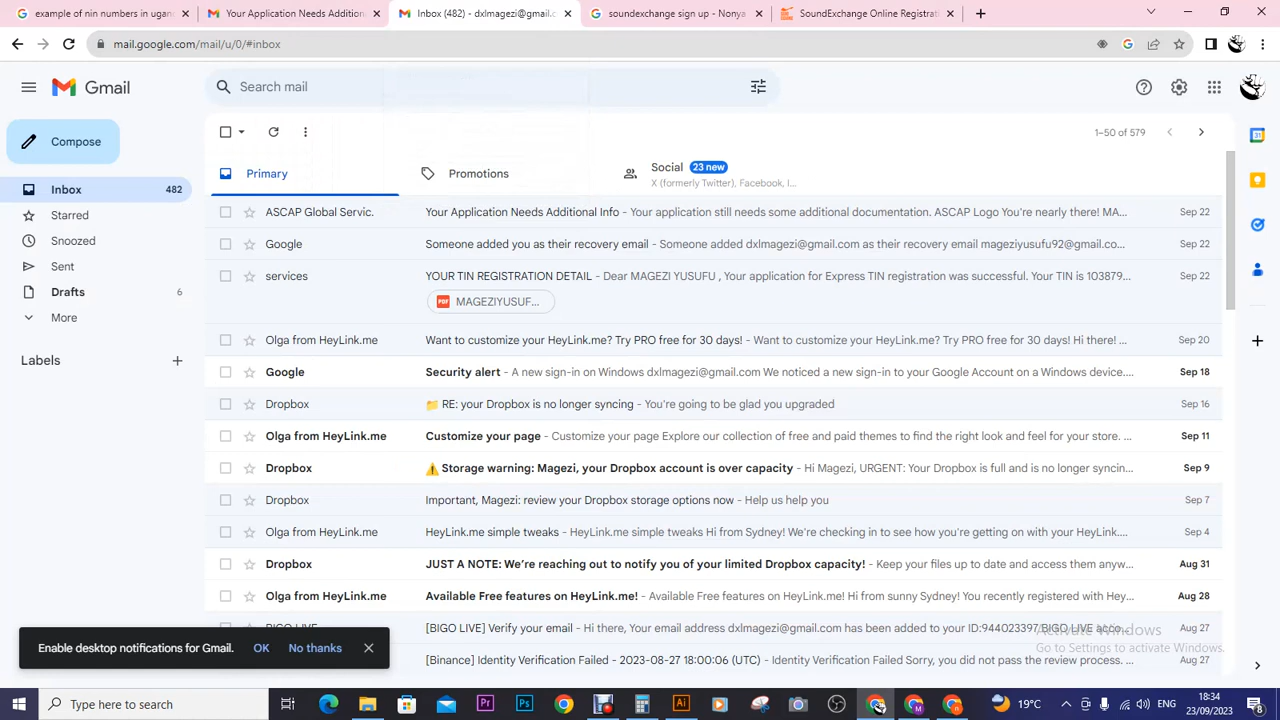 example of nin numbers in ugan
Your Application Needs Addition
Inbox (482) - dxlmagezi@gmail.c
soundexchange sign up - Nonya
SoundExchange Online Registrati
mail.google.com/mail/u/0/#inbox
Gmail
Search mail
Compose
1–50 of 579
Inbox 482
Starred
Snoozed
Sent
Drafts 6
More
Labels
Primary
Promotions
Social 23 new
X (formerly Twitter), Facebook, I...
ASCAP Global Servic. Your Application Needs Additional Info - Your application still needs some additional documentation. ASCAP Logo You're nearly there! MA... Sep 22
Google Someone added you as their recovery email - Someone added dxlmagezi@gmail.com as their recovery email mageziyusufu92@gmail.co... Sep 22
services YOUR TIN REGISTRATION DETAIL - Dear MAGEZI YUSUFU , Your application for Express TIN registration was successful. Your TIN is 103879... Sep 22
PDF MAGEZIYUSUF...
Olga from HeyLink.me Want to customize your HeyLink.me? Try PRO free for 30 days! - Want to customize your HeyLink.me? Try PRO free for 30 days! Hi there! ... Sep 20
Google Security alert - A new sign-in on Windows dxlmagezi@gmail.com We noticed a new sign-in to your Google Account on a Windows device.... Sep 18
Dropbox RE: your Dropbox is no longer syncing - You're going to be glad you upgraded Sep 16
Olga from HeyLink.me Customize your page - Customize your page Explore our collection of free and paid themes to find the right look and feel for your store. ... Sep 11
Dropbox Storage warning: Magezi, your Dropbox account is over capacity - Hi Magezi, URGENT: Your Dropbox is full and is no longer syncin... Sep 9
Dropbox Important, Magezi: review your Dropbox storage options now - Help us help you Sep 7
Olga from HeyLink.me HeyLink.me simple tweaks - HeyLink.me simple tweaks Hi from Sydney! We're checking in to see how you're getting on with your HeyLink.... Sep 4
Dropbox JUST A NOTE: We're reaching out to notify you of your limited Dropbox capacity! - Keep your files up to date and access them anyw... Aug 31
Olga from HeyLink.me Available Free features on HeyLink.me! - Available Free features on HeyLink.me! Hi from sunny Sydney! You recently registered with Hey... Aug 28
BIGO LIVE [BIGO LIVE] Verify your email - Hi there, Your email address dxlmagezi@gmail.com has been added to your ID:944023397/BIGO LIVE acco... Aug 27
[Binance] Identity Verification Failed - 2023-08-27 18:00:06 (UTC) - Identity Verification Failed Sorry, you did not pass the review process. ... Aug 27
Enable desktop notifications for Gmail. OK No thanks
Activate Windows
Go to Settings to activate Windows.
Type here to search
19°C
18:34
23/09/2023
8